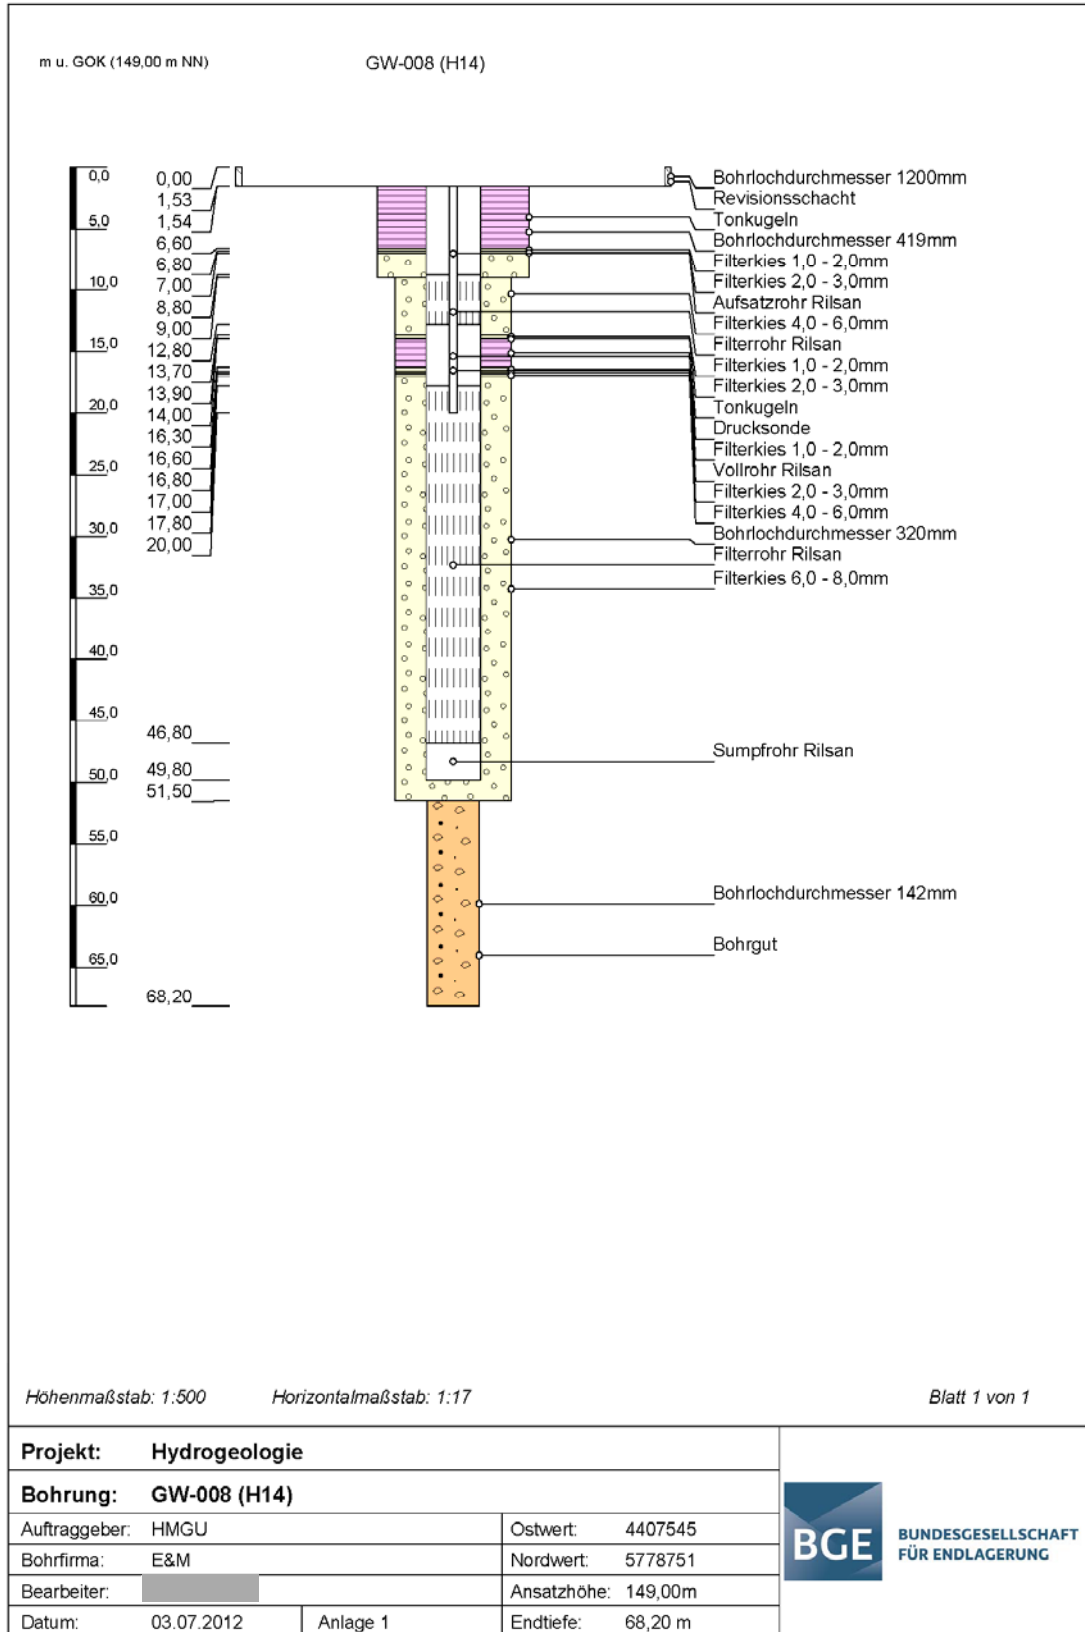 m u. GOK (149,00 m NN)
GW-008 (H14)
0,0
5,0
10,0
15,0
20,0
25,0
30,0
35,0
40,0
45,0
50,0
55,0
60,0
65,0
0,00
1,53
1,54
6,60
6,80
7,00
8,80
9,00
12,80
13,70
13,90
14,00
16,30
16,60
16,80
17,00
17,80
20,00
46,80
49,80
51,50
68,20
Bohrlochdurchmesser 1200mm
Revisionsschacht
Tonkugeln
Bohrlochdurchmesser 419mm
Filterkies 1,0 - 2,0mm
Filterkies 2,0 - 3,0mm
Aufsatzrohr Rilsan
Filterkies 4,0 - 6,0mm
Filterrohr Rilsan
Filterkies 1,0 - 2,0mm
Filterkies 2,0 - 3,0mm
Tonkugeln
Drucksonde
Filterkies 1,0 - 2,0mm
Vollrohr Rilsan
Filterkies 2,0 - 3,0mm
Filterkies 4,0 - 6,0mm
Bohrlochdurchmesser 320mm
Filterrohr Rilsan
Filterkies 6,0 - 8,0mm
Sumpfrohr Rilsan
Bohrlochdurchmesser 142mm
Bohrgut
Höhenmaßstab: 1:500 Horizontalmaßstab: 1:17 Blatt 1 von 1
Projekt: Hydrogeologie
Bohrung: GW-008 (H14)
Auftraggeber: HMGU Ostwert: 4407545
Bohrfirma: E&M Nordwert: 5778751
Bearbeiter: Ansatzhöhe: 149,00m
Datum: 03.07.2012 Anlage 1 Endtiefe: 68,20 m
BGE
BUNDESGESELLSCHAFT
FÜR ENDLAGERUNG